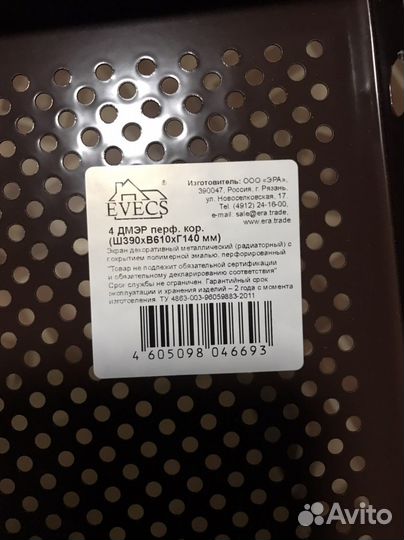 EVECS
Изготовитель: ООО «ЭРА»,
390047, Россия, г. Рязань,
ул. Новоселковская, 17
Тел. (4912) 24-16-00,
e-mail: sale@era.trade,
www.era.trade
4 ДМЭР перф. кор.
(Ш390хВ610хГ140 мм)
Экран декоративный металлический (радиаторный) с
покрытием полимерной эмалью, перфорированный
"Товар не подлежит обязательной сертификации
и обязательному декларированию соответствия"
Срок службы не ограничен. Гарантийный срок
эксплуатации и хранения изделий – 2 года с момента
изготовления. ТУ 4863-003-96059883-2011
4 605098 046693
Avito